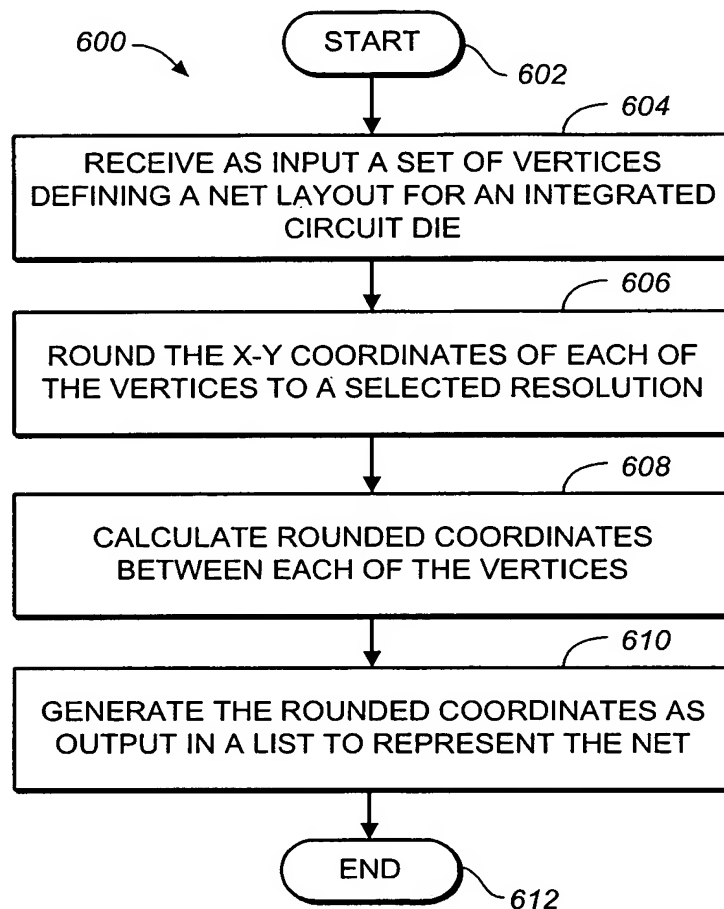 600
START
602
604
RECEIVE AS INPUT A SET OF VERTICES
DEFINING A NET LAYOUT FOR AN INTEGRATED
CIRCUIT DIE
606
ROUND THE X-Y COORDINATES OF EACH OF
THE VERTICES TO A SELECTED RESOLUTION
608
CALCULATE ROUNDED COORDINATES
BETWEEN EACH OF THE VERTICES
610
GENERATE THE ROUNDED COORDINATES AS
OUTPUT IN A LIST TO REPRESENT THE NET
END
612